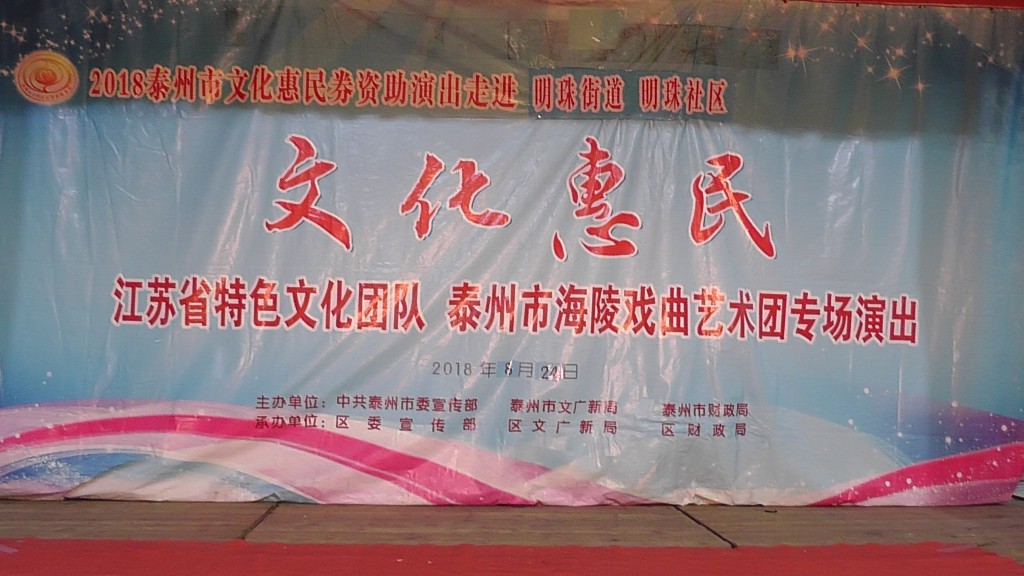 2018泰州市文化惠民券资助演出走进 明珠街道 明珠社区
文化惠民
江苏省特色文化团队 泰州市海陵戏曲艺术团专场演出
2018年8月24日
主办单位：中共泰州市委宣传部 泰州市文广新局 泰州市财政局
承办单位：区委宣传部 区文广新局 区财政局